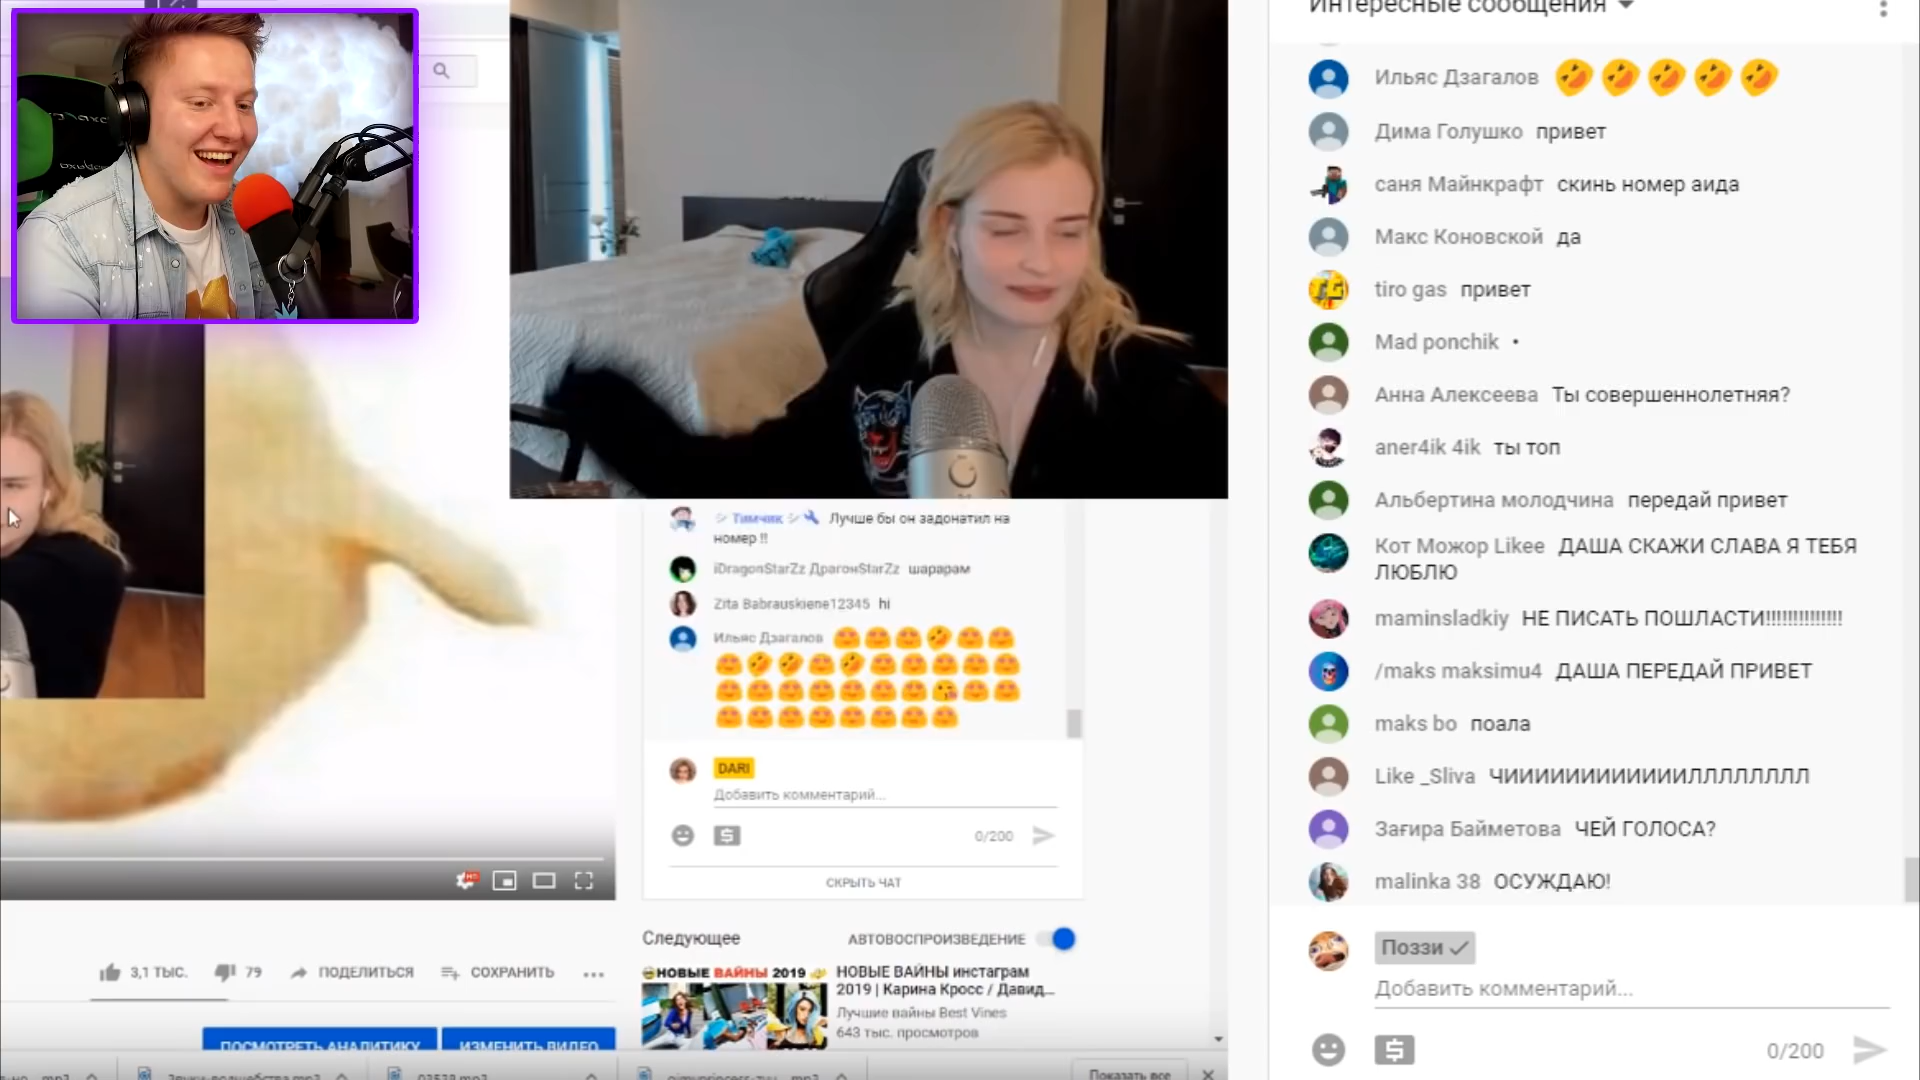 Интересные сообщения
Ильяс Дзагалов
Дима Голушко привет
саня Майнкрафт скинь номер аида
Макс Коновской да
tiro gas привет
Mad ponchik •
Анна Алексеева Ты совершеннолетняя?
aner4ik 4ik ты топ
Альбертина молодчина передай привет
Кот Можор Likee ДАША СКАЖИ СЛАВА Я ТЕБЯ
ЛЮБЛЮ
maminsladkiy НЕ ПИСАТЬ ПОШЛАСТИ!!!!!!!!!!!!!!
/maks maksimu4 ДАША ПЕРЕДАЙ ПРИВЕТ
maks bo поала
Like _Sliva ЧИИИИИИИИИИИИЛЛЛЛЛЛЛЛ
Зағира Байметова ЧЕЙ ГОЛОСА?
malinka 38 ОСУЖДАЮ!
Поззи
Добавить комментарий...
0/200
Тимчик Лучше бы он задонатил на
номер !!
iDragonStarZz ДрагонStarZz шарарам
Zita Babrauskiene12345 hi
Ильяс Дзагалов
DARI
Добавить комментарий...
0/200
СКРЫТЬ ЧАТ
Следующее АВТОВОСПРОИЗВЕДЕНИЕ
НОВЫЕ ВАЙНЫ 2019
НОВЫЕ ВАЙНЫ инстаграм
2019 | Карина Кросс / Давид...
Лучшие вайны Best Vines
643 тыс. просмотров
3,1 ТЫС. 79 ПОДЕЛИТЬСЯ СОХРАНИТЬ
ПОСМОТРЕТЬ АНАЛИТИКУ ИЗМЕНИТЬ ВИДЕО
Звуки-волшебства.mp3
Показать все